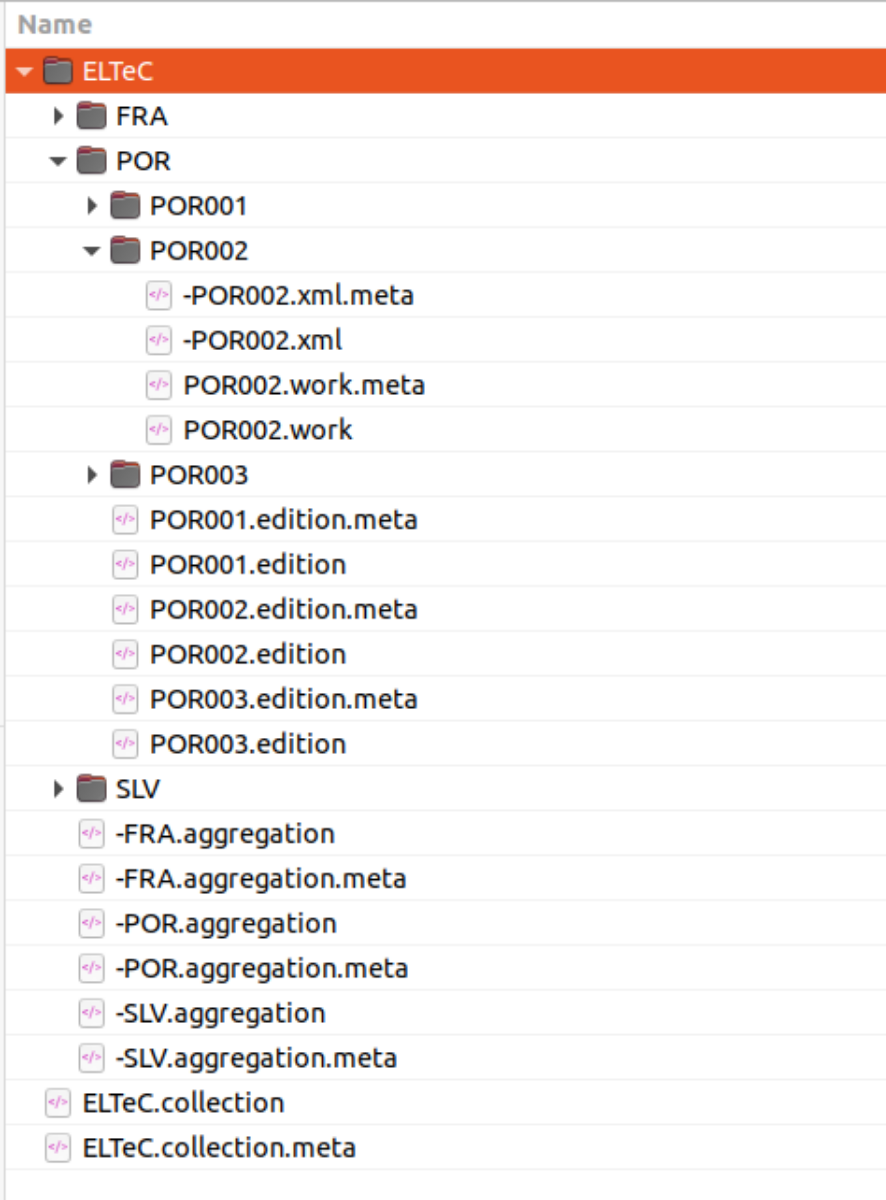 Name
ELTeC
FRA
POR
POR001
POR002
-POR002.xml.meta
-POR002.xml
POR002.work.meta
POR002.work
POR003
POR001.edition.meta
POR001.edition
POR002.edition.meta
POR002.edition
POR003.edition.meta
POR003.edition
SLV
-FRA.aggregation
-FRA.aggregation.meta
-POR.aggregation
-POR.aggregation.meta
-SLV.aggregation
-SLV.aggregation.meta
ELTeC.collection
ELTeC.collection.meta